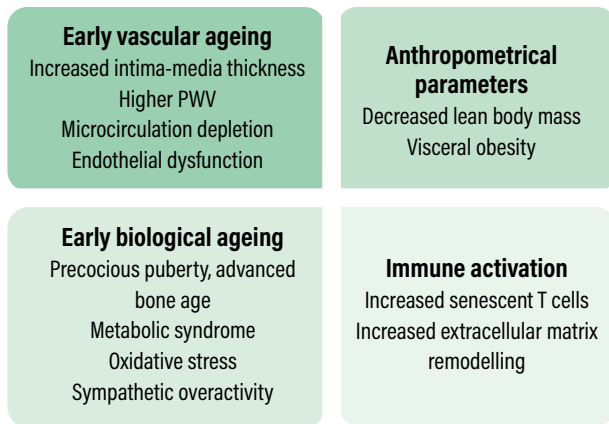 Early vascular ageing
Increased intima-media thickness
Higher PWV
Microcirculation depletion
Endothelial dysfunction
Anthropometrical
parameters
Decreased lean body mass
Visceral obesity
Early biological ageing
Precocious puberty, advanced
bone age
Metabolic syndrome
Oxidative stress
Sympathetic overactivity
Immune activation
Increased senescent T cells
Increased extracellular matrix
remodelling